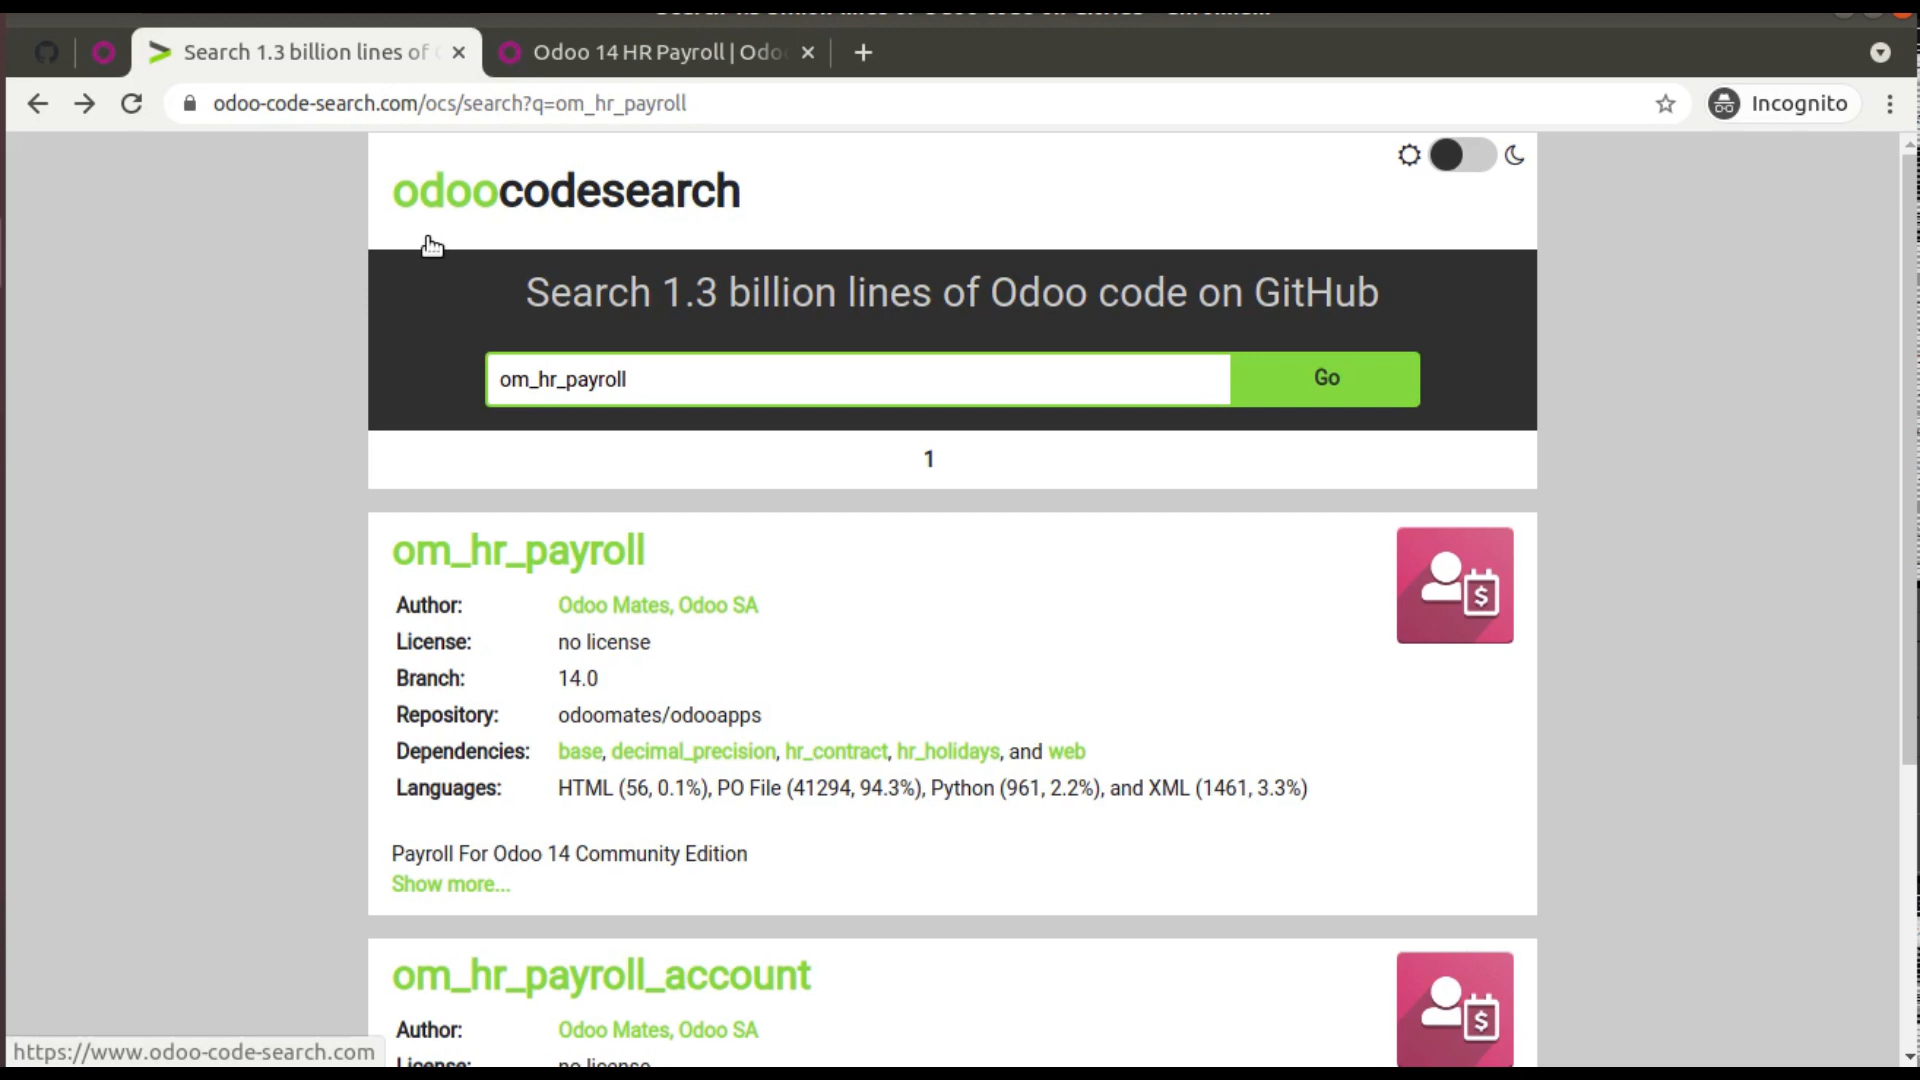 Search 1.3 billion lines of
Odoo 14 HR Payroll | Odo
odoo-code-search.com/ocs/search?q=om_hr_payroll
Incognito
odoocodesearch
Search 1.3 billion lines of Odoo code on GitHub
om_hr_payroll
Go
1
om_hr_payroll
Author: Odoo Mates, Odoo SA
License: no license
Branch: 14.0
Repository: odoomates/odooapps
Dependencies: base, decimal_precision, hr_contract, hr_holidays, and web
Languages: HTML (56, 0.1%), PO File (41294, 94.3%), Python (961, 2.2%), and XML (1461, 3.3%)
Payroll For Odoo 14 Community Edition
Show more...
om_hr_payroll_account
Author: Odoo Mates, Odoo SA
License: no license
https://www.odoo-code-search.com